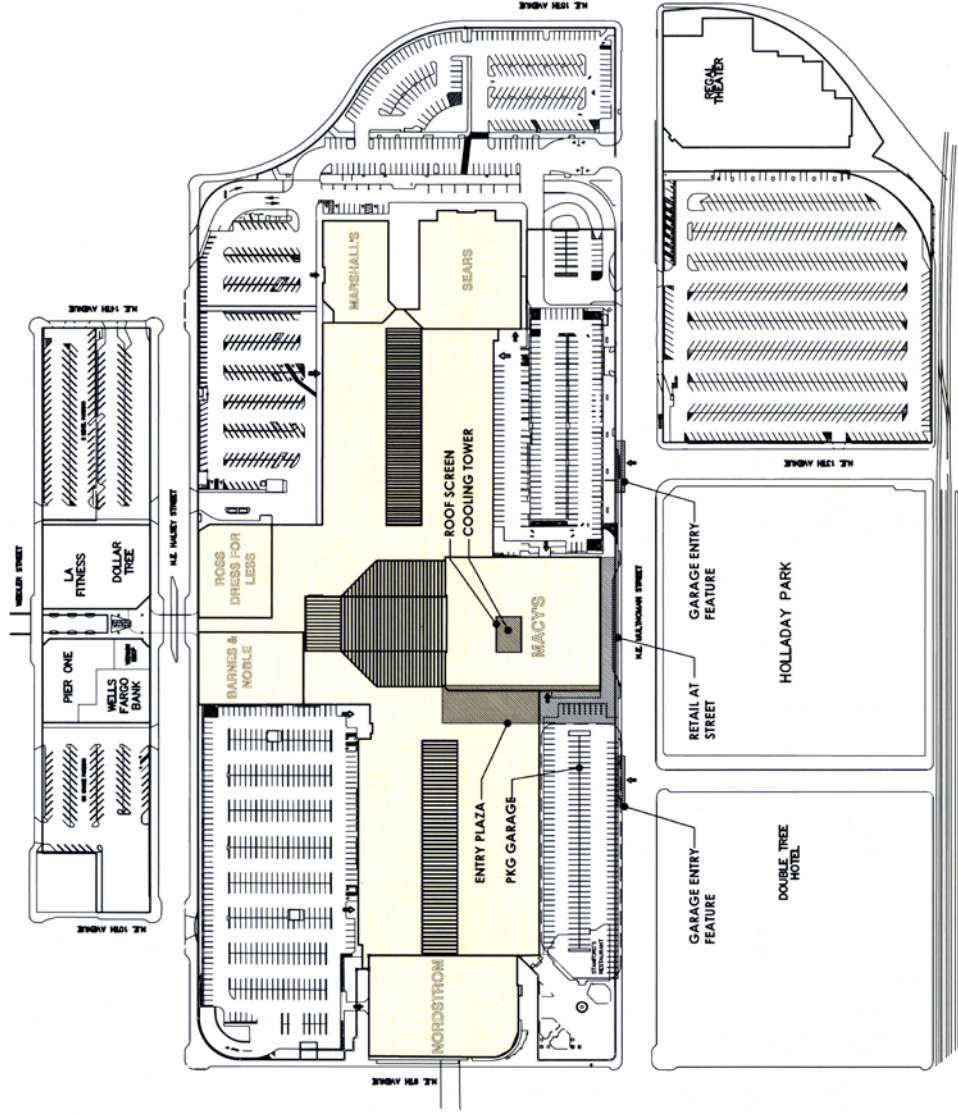 N.E. 16TH AVENUE
REGAL
THEATER
MARSHALL'S
SEARS
N.E. 14TH AVENUE
N.E. 13TH AVENUE
WEIDLER STREET
N.E. HALSEY STREET
LA
FITNESS
DOLLAR
TREE
PIER ONE
WELLS
FARGO
BANK
ROSS
DRESS FOR
LESS
BARNES &
NOBLE
ROOF SCREEN
COOLING TOWER
MACY'S
N.E. MULTNOMAH STREET
GARAGE ENTRY
FEATURE
HOLLADAY PARK
RETAIL AT
STREET
ENTRY PLAZA
PKG GARAGE
GARAGE ENTRY
FEATURE
DOUBLE TREE
HOTEL
STANFORD'S
RESTAURANT
NORDSTROM
N.E. 10TH AVENUE
N.E. 9TH AVENUE